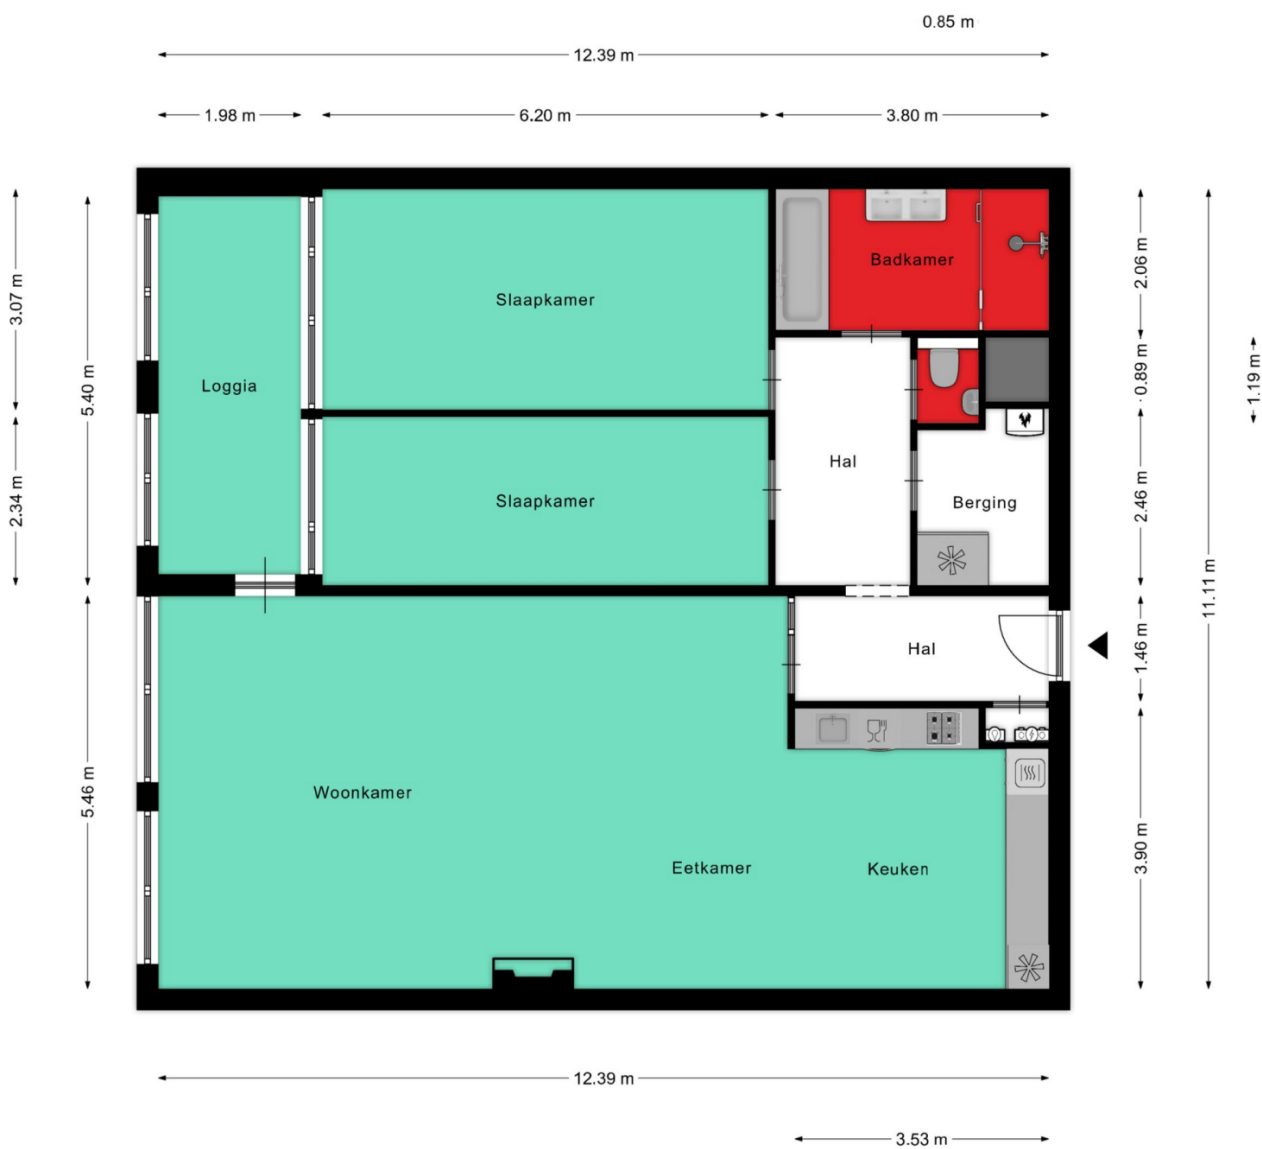 0.85 m
12.39 m
1.98 m
6.20 m
3.80 m
3.07 m
2.34 m
5.40 m
5.46 m
Slaapkamer
Badkamer
Loggia
Slaapkamer
Hal
Berging
Hal
Woonkamer
Eetkamer
Keuken
2.06 m
0.89 m
2.46 m
1.46 m
3.90 m
11.11 m
1.19 m
12.39 m
3.53 m